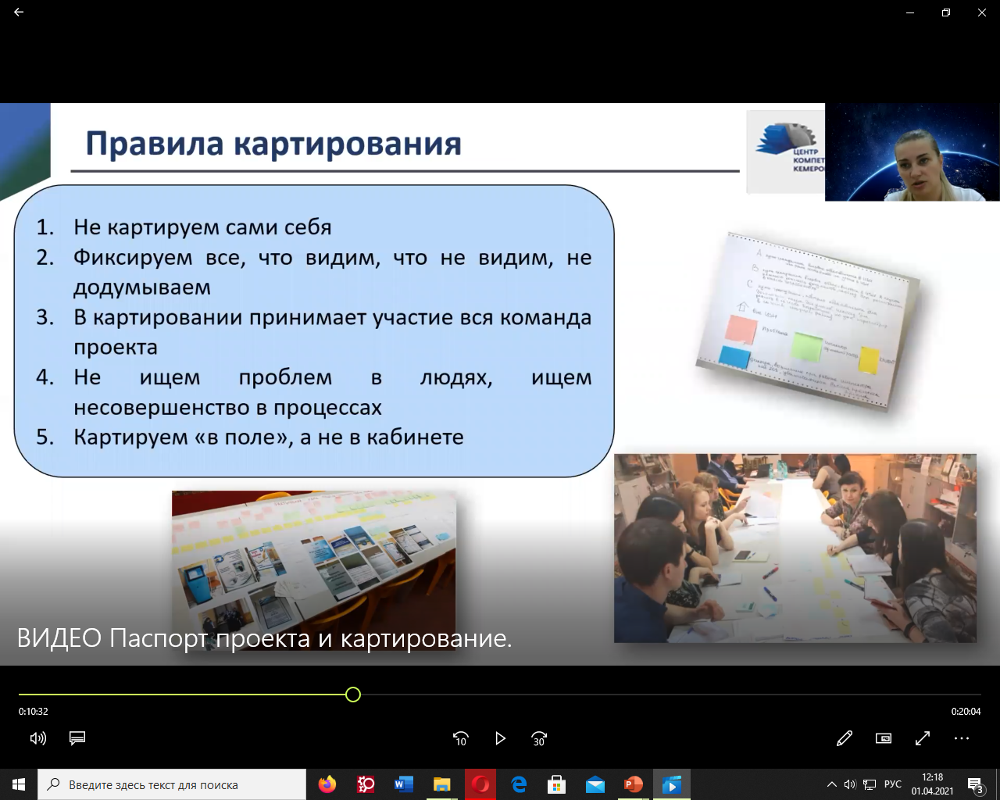 Правила картирования
ЦЕНТР
КОМПЕТ
КЕМЕРО
1. Не картируем сами себя
2. Фиксируем все, что видим, что не видим, не
додумываем
3. В картировании принимает участие вся команда
проекта
4. Не ищем проблем в людях, ищем
несовершенство в процессах
5. Картируем «в поле», а не в кабинете
A
B
C
ВИДЕО Паспорт проекта и картирование.
0:10:32
0:20:04
10
30
Введите здесь текст для поиска
РУС
12:18
01.04.2021
3